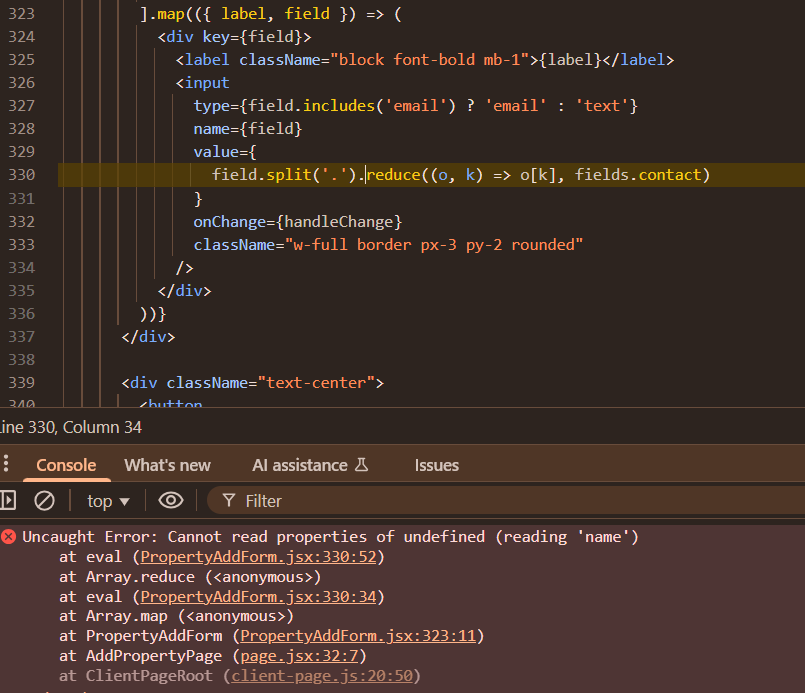 323 ].map(({ label, field }) => (
324 <div key={field}>
325 <label className="block font-bold mb-1">{label}</label>
326 <input
327 type={field.includes('email') ? 'email' : 'text'}
328 name={field}
329 value={
330 field.split('.').reduce((o, k) => o[k], fields.contact)
331 }
332 onChange={handleChange}
333 className="w-full border px-3 py-2 rounded"
334 />
335 </div>
336 ))}
337 </div>
338
339 <div className="text-center">
340 <button
ine 330, Column 34
Console What's new AI assistance Issues
top Filter
Uncaught Error: Cannot read properties of undefined (reading 'name')
at eval (PropertyAddForm.jsx:330:52)
at Array.reduce (<anonymous>)
at eval (PropertyAddForm.jsx:330:34)
at Array.map (<anonymous>)
at PropertyAddForm (PropertyAddForm.jsx:323:11)
at AddPropertyPage (page.jsx:32:7)
at ClientPageRoot (client-page.js:20:50)